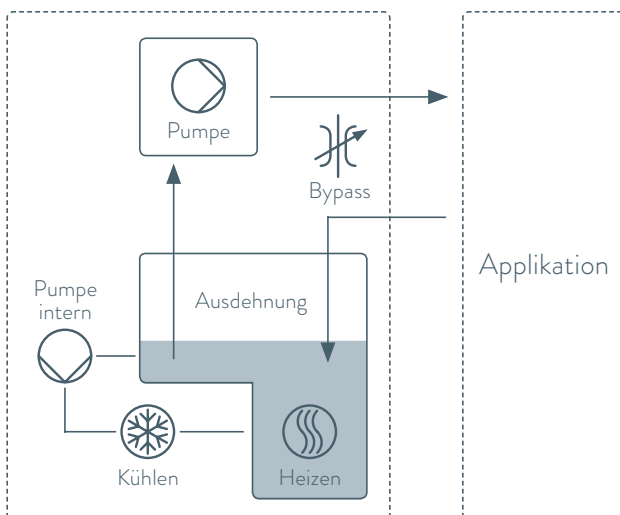 Pumpe
Bypass
Applikation
Ausdehnung
Pumpe
intern
Kühlen
Heizen